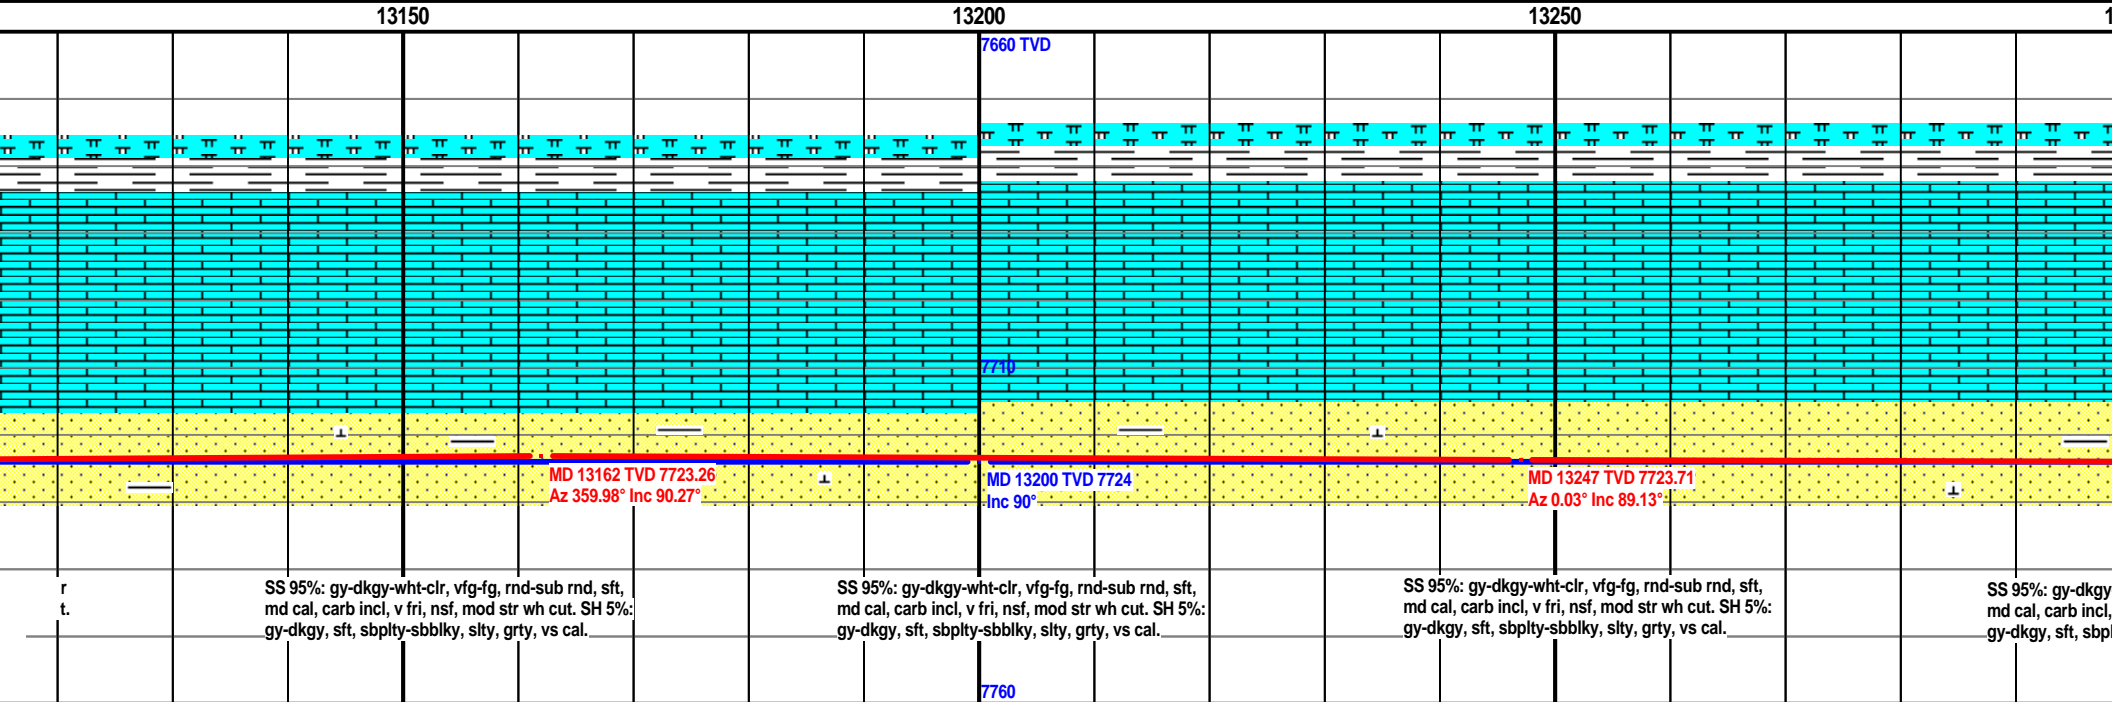 13150
13200
13250
1
7660 TVD
7710
MD 13162 TVD 7723.26
Az 359.98° Inc 90.27°
MD 13200 TVD 7724
Inc 90°
MD 13247 TVD 7723.71
Az 0.03° Inc 89.13°
r
t.
SS 95%: gy-dkgy-wht-clr, vfg-fg, rnd-sub rnd, sft,
md cal, carb incl, v fri, nsf, mod str wh cut. SH 5%:
gy-dkgy, sft, sbplty-sbblky, slty, grty, vs cal.
SS 95%: gy-dkgy-wht-clr, vfg-fg, rnd-sub rnd, sft,
md cal, carb incl, v fri, nsf, mod str wh cut. SH 5%:
gy-dkgy, sft, sbplty-sbblky, slty, grty, vs cal.
SS 95%: gy-dkgy-wht-clr, vfg-fg, rnd-sub rnd, sft,
md cal, carb incl, v fri, nsf, mod str wh cut. SH 5%:
gy-dkgy, sft, sbplty-sbblky, slty, grty, vs cal.
SS 95%: gy-dkgy
md cal, carb incl,
gy-dkgy, sft, sbpl
7760